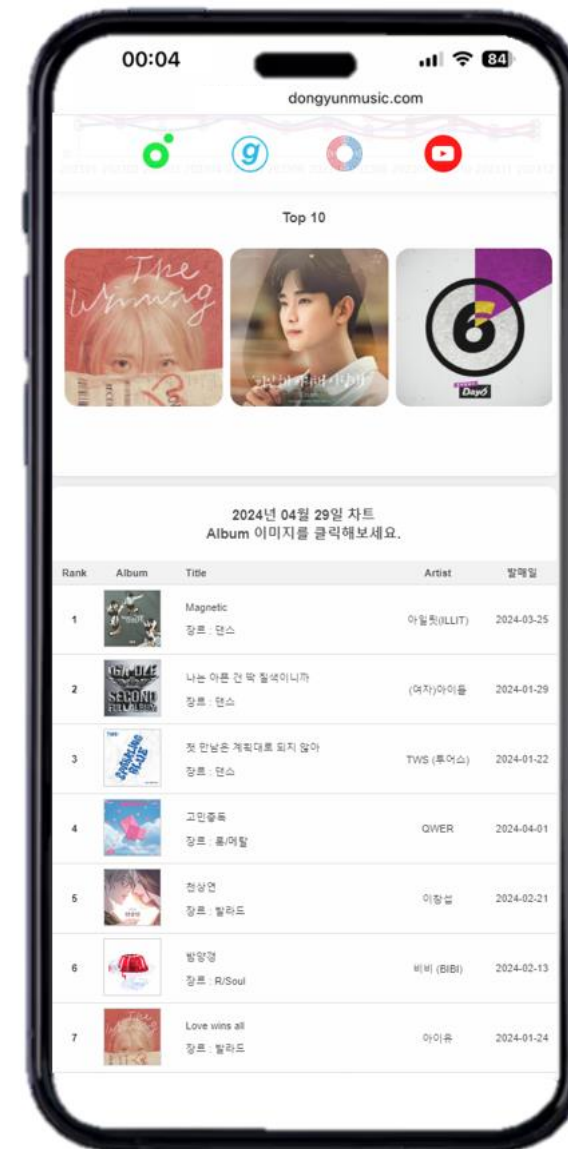 00:04
84
dongyunmusic.com
g
Top 10
The
Winning
6
Day6
2024년 04월 29일 차트
Album 이미지를 클릭해보세요.
Rank Album Title Artist 발매일
1 Magnetic 아일릿(ILLIT) 2024-03-25
장르 : 댄스
2 나는 아픈 건 딱 질색이니까 (여자)아이들 2024-01-29
장르 : 댄스
3 첫 만남은 계획대로 되지 않아 TWS (투어스) 2024-01-22
장르 : 댄스
4 고민중독 QWER 2024-04-01
장르 : 록/메탈
5 천상연 이창섭 2024-02-21
장르 : 발라드
6 밤양갱 비비 (BIBI) 2024-02-13
장르 : R/Soul
7 Love wins all 아이유 2024-01-24
장르 : 발라드